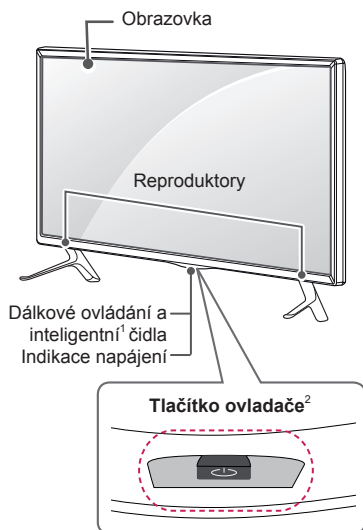 Obrazovka
Reproduktory
Dálkové ovládání a
inteligentní¹ čidla
Indikace napájení
Tlačítko ovladače²